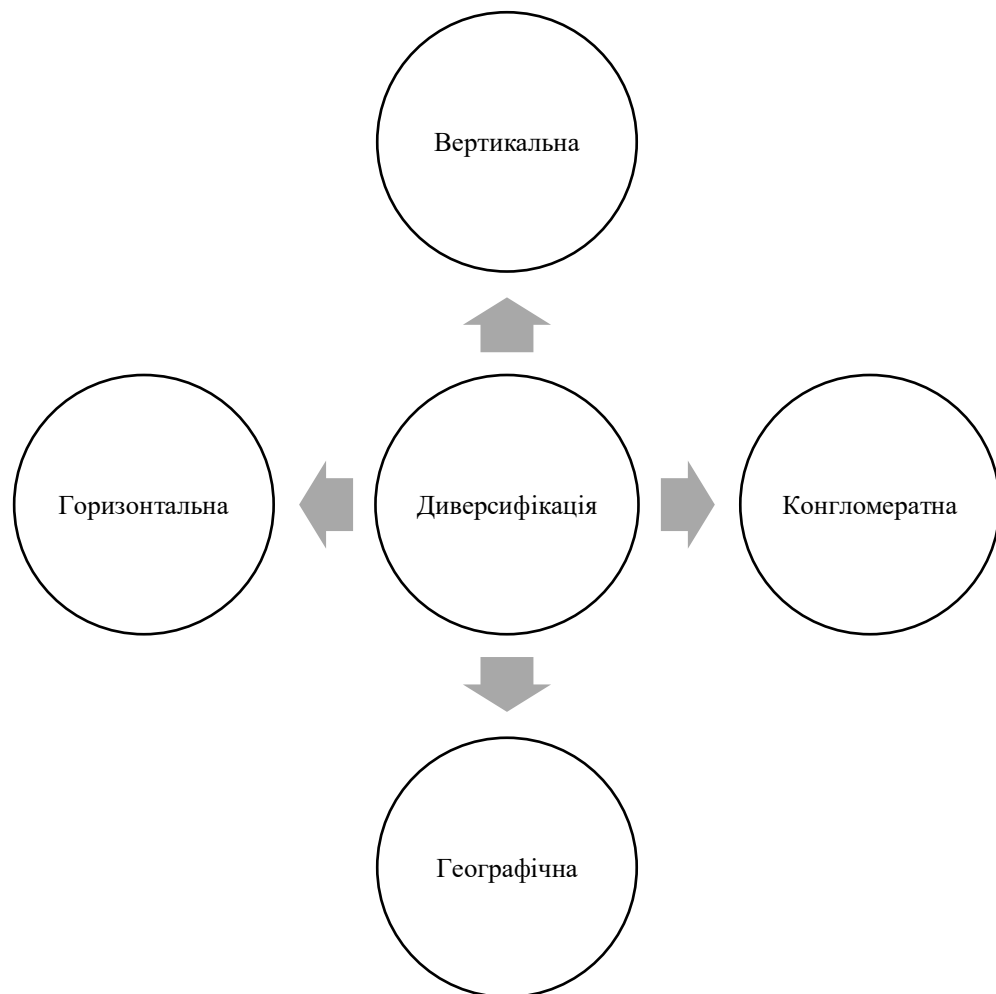 Вертикальна
Горизонтальна
Диверсифікація
Конгломератна
Географічна